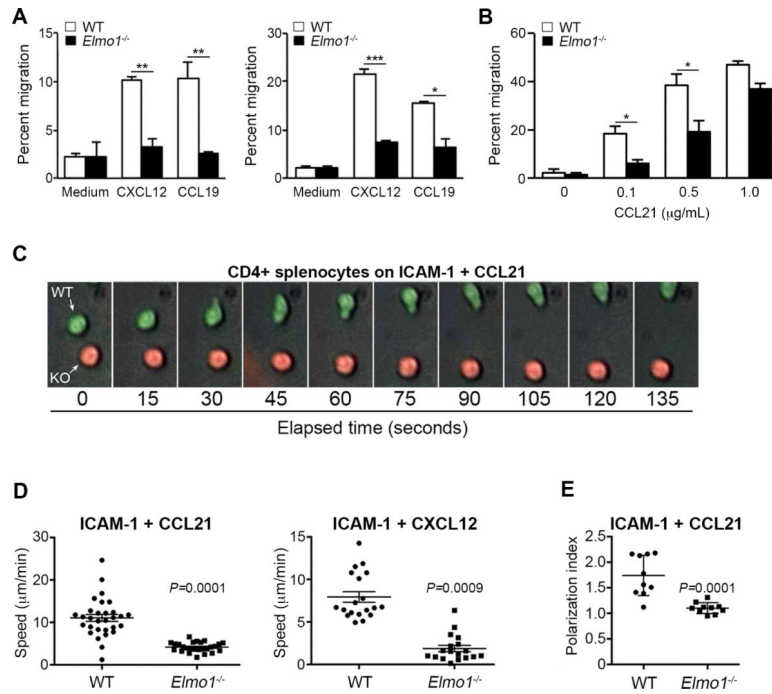 A
WT
Elmo1-/-
Percent migration
15
10
5
0
**
**
Medium CXCL12 CCL19
WT
Elmo1-/-
Percent migration
30
20
10
0
***
*
Medium CXCL12 CCL19
B
WT
Elmo1-/-
Percent migration
60
40
20
0
*
*
0 0.1 0.5 1.0
CCL21 (μg/mL)
C
CD4+ splenocytes on ICAM-1 + CCL21
WT
KO
0 15 30 45 60 75 90 105 120 135
Elapsed time (seconds)
D
ICAM-1 + CCL21
Speed (μm/min)
30
20
10
0
P=0.0001
WT Elmo1-/-
ICAM-1 + CXCL12
Speed (μm/min)
15
10
5
0
P=0.0009
WT Elmo1-/-
E
ICAM-1 + CCL21
Polarization index
2.5
2.0
1.5
1.0
0.5
0
P=0.0001
WT Elmo1-/-